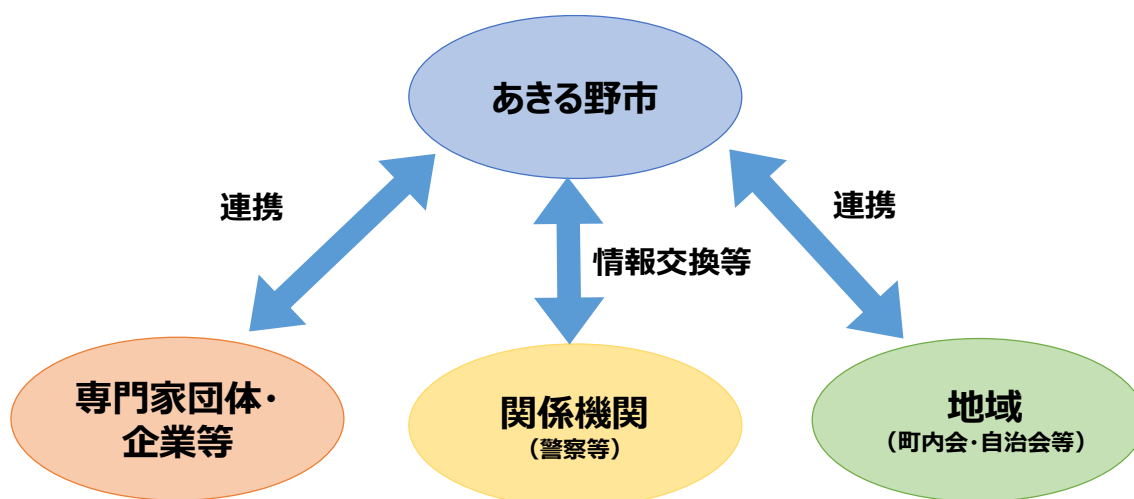 あきる野市
連携
連携
情報交換等
専門家団体・
企業等
関係機関
（警察等）
地域
（町内会・自治会等）